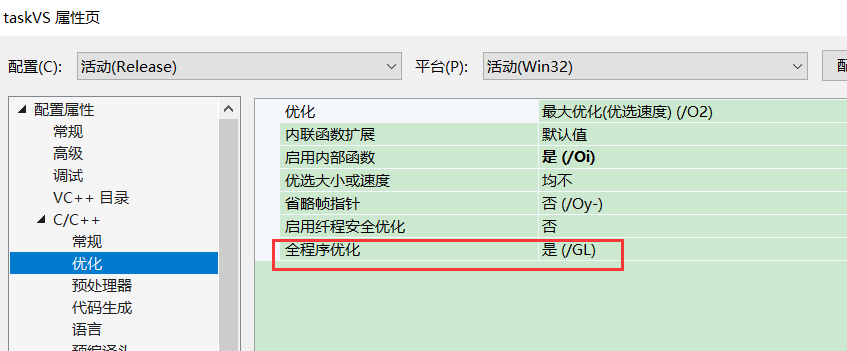 taskVS 属性页
配置(C): 活动(Release) 平台(P): 活动(Win32) 配
配置属性
常规
高级
调试
VC++ 目录
C/C++
常规
优化
预处理器
代码生成
语言
预编译头
优化 最大优化(优选速度) (/O2)
内联函数扩展 默认值
启用内部函数 是 (/Oi)
优选大小或速度 均不
省略帧指针 否 (/Oy-)
启用纤程安全优化 否
全程序优化 是 (/GL)